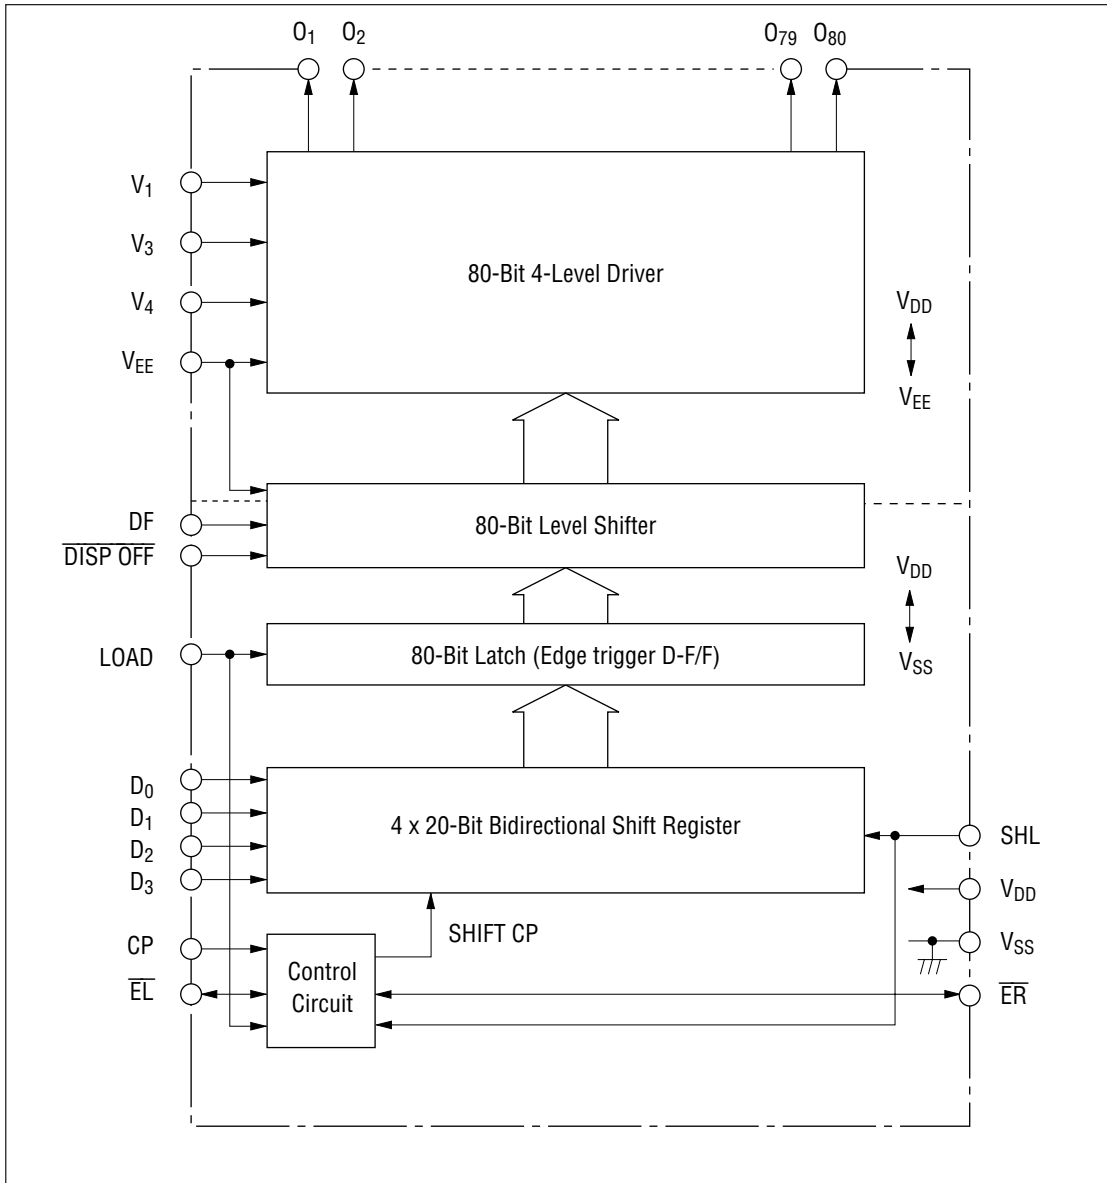 O1 O2 O79 O80
V1
V3
80-Bit 4-Level Driver
V4
VDD
VEE
VEE
DF
80-Bit Level Shifter
DISP OFF
VDD
LOAD
80-Bit Latch (Edge trigger D-F/F)
VSS
D0
D1
4 x 20-Bit Bidirectional Shift Register
SHL
D2
D3
VDD
SHIFT CP
CP
VSS
Control
Circuit
EL
ER